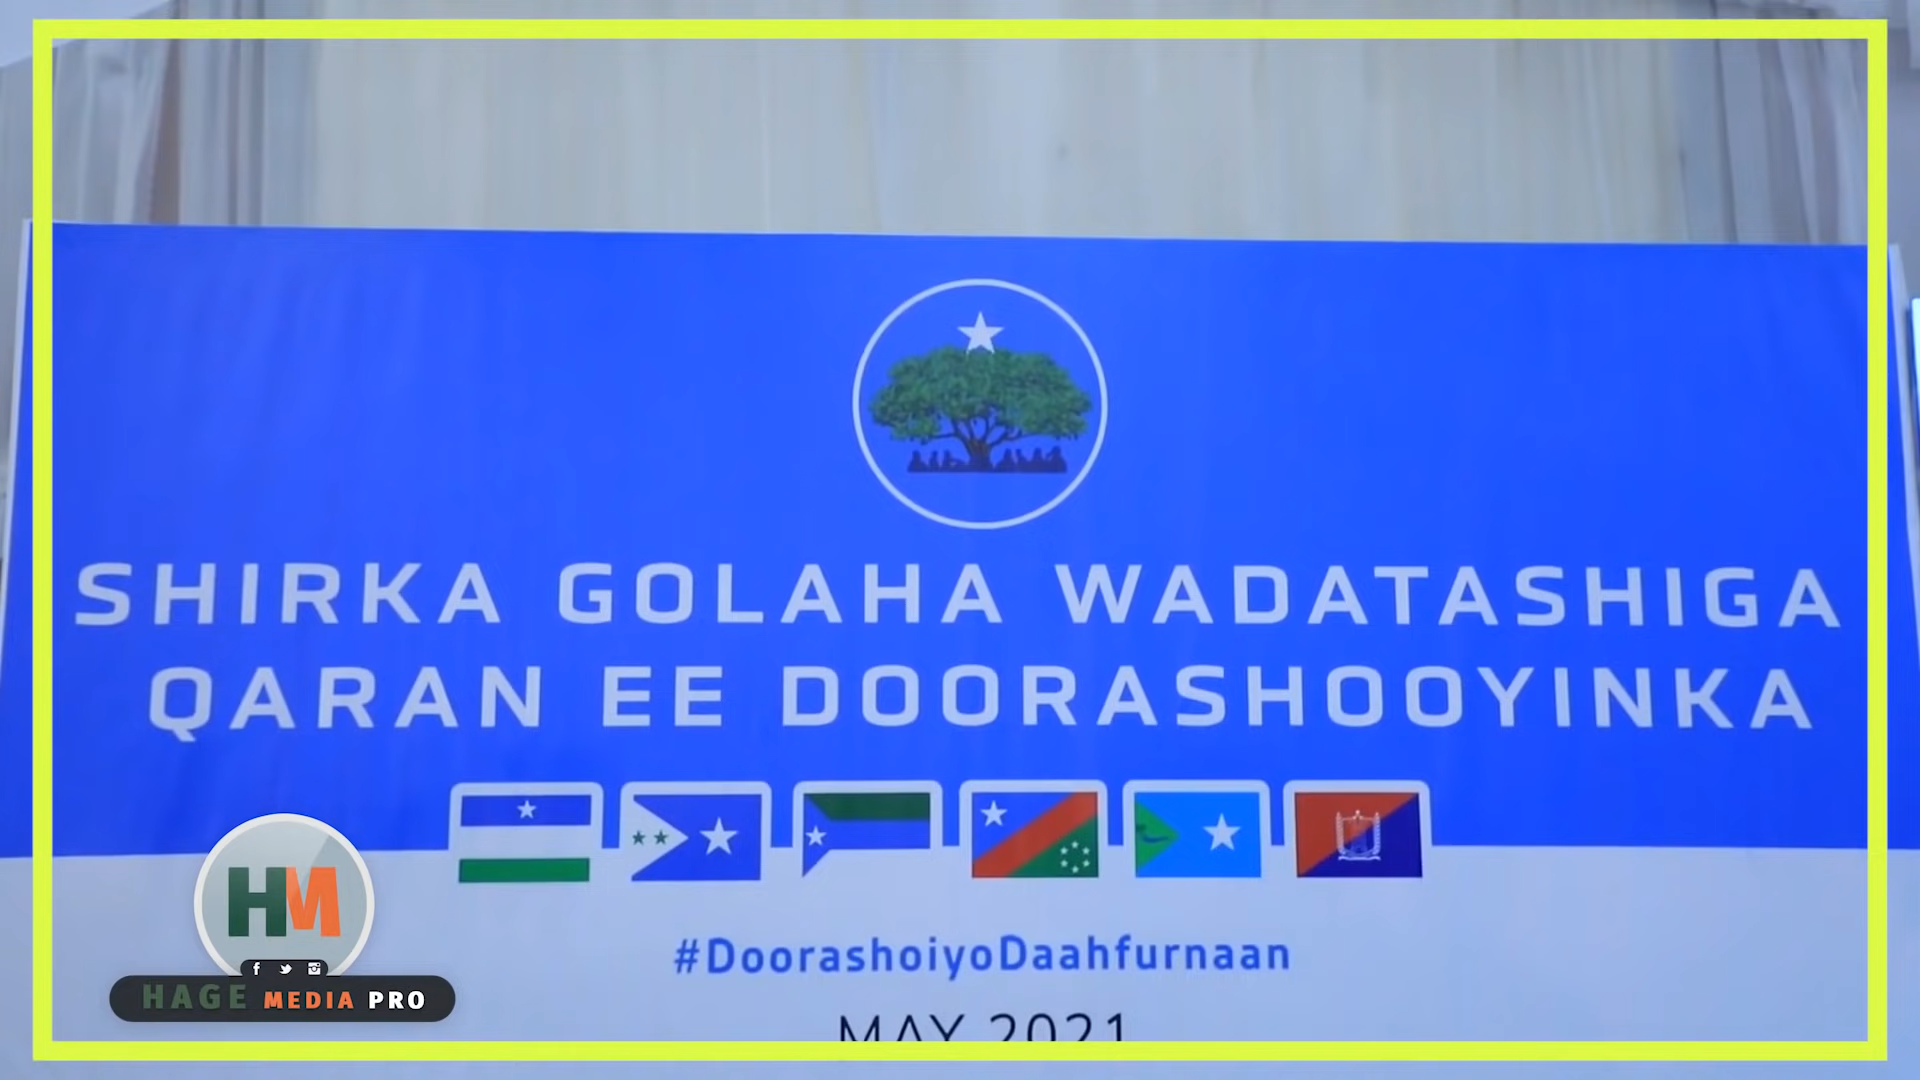 SHIRKA GOLAHA WADATASHIGA
QARAN EE DOORASHOOYINKA
#DoorashoiyoDaahfurnaan
MAY 2021
HM
HAGE MEDIA PRO